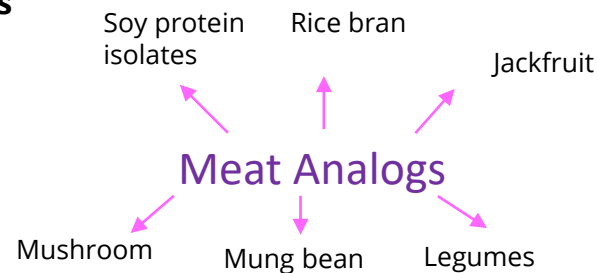 s
Soy protein
isolates
Rice bran
Jackfruit
Meat Analogs
Mushroom
Mung bean
Legumes